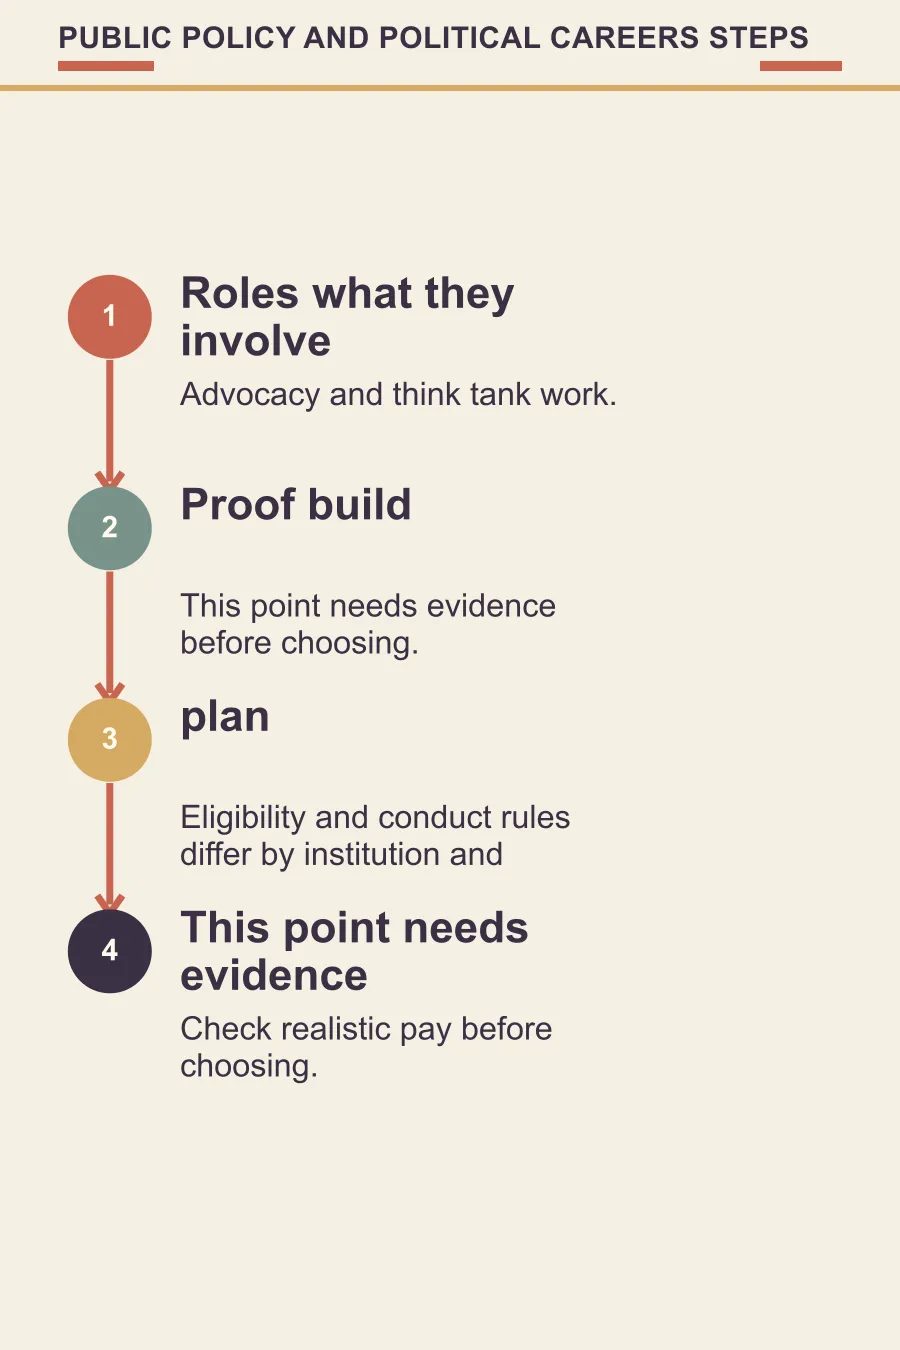 PUBLIC POLICY AND POLITICAL CAREERS STEPS
1
Roles what they
involve
Advocacy and think tank work.
2
Proof build
This point needs evidence
before choosing.
3
plan
Eligibility and conduct rules
differ by institution and
4
This point needs
evidence
Check realistic pay before
choosing.